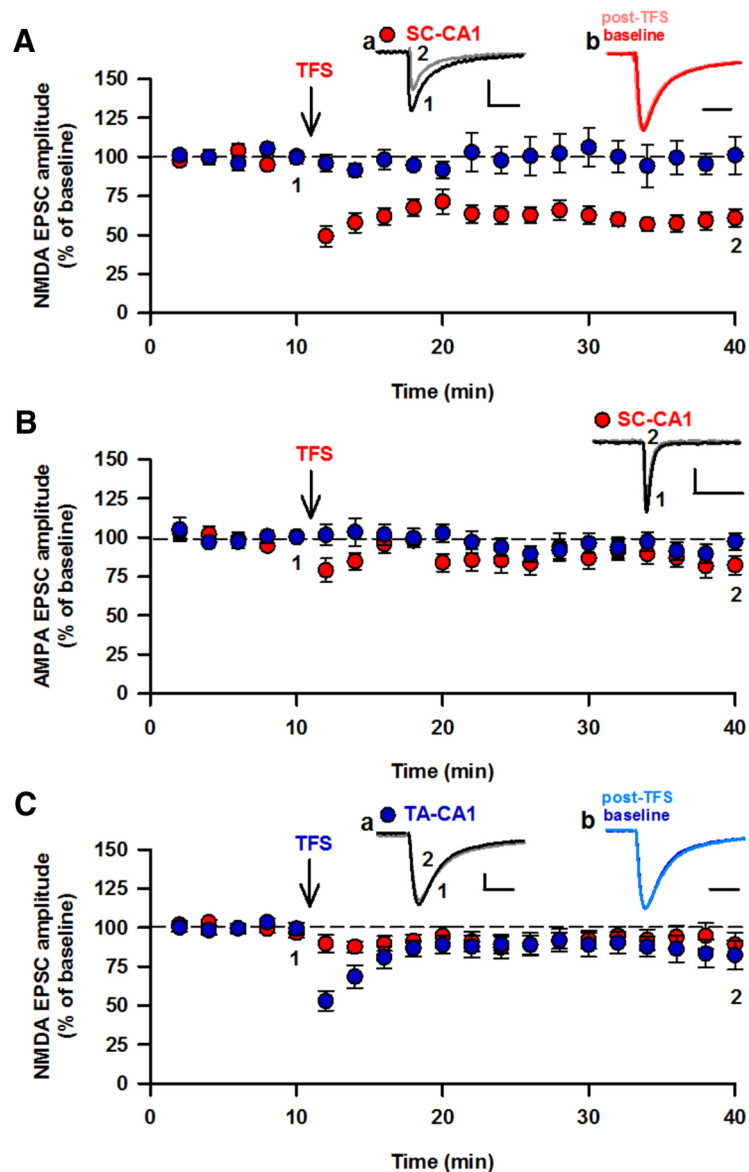 A
a
SC-CA1
2
1
b
post-TFS
baseline
TFS
NMDA EPSC amplitude
(% of baseline)
150
125
100
75
50
25
0
1
2
0
10
20
30
40
Time (min)
B
SC-CA1
2
1
TFS
AMPA EPSC amplitude
(% of baseline)
150
125
100
75
50
25
0
1
2
0
10
20
30
40
Time (min)
C
a
TA-CA1
2
1
b
post-TFS
baseline
TFS
NMDA EPSC amplitude
(% of baseline)
150
125
100
75
50
25
0
1
2
0
10
20
30
40
Time (min)